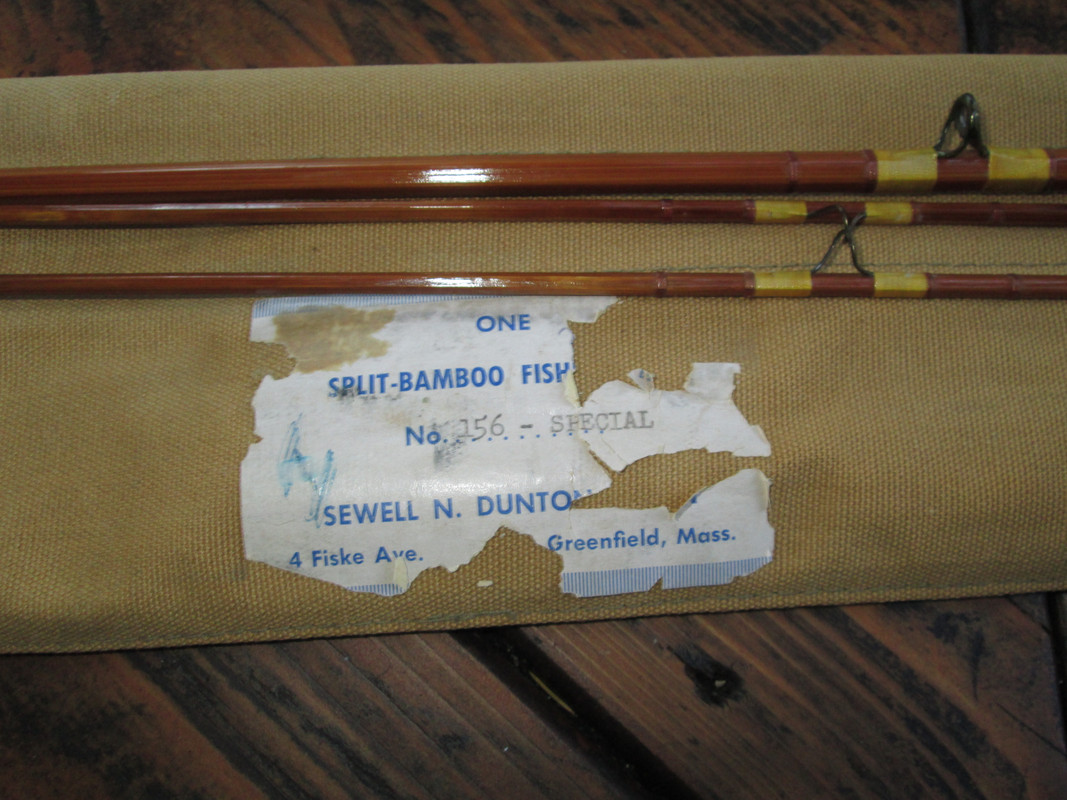 ONE
SPLIT-BAMBOO FISH
No. 156 - SPECIAL
SEWELL N. DUNTON
4 Fiske Ave. Greenfield, Mass.